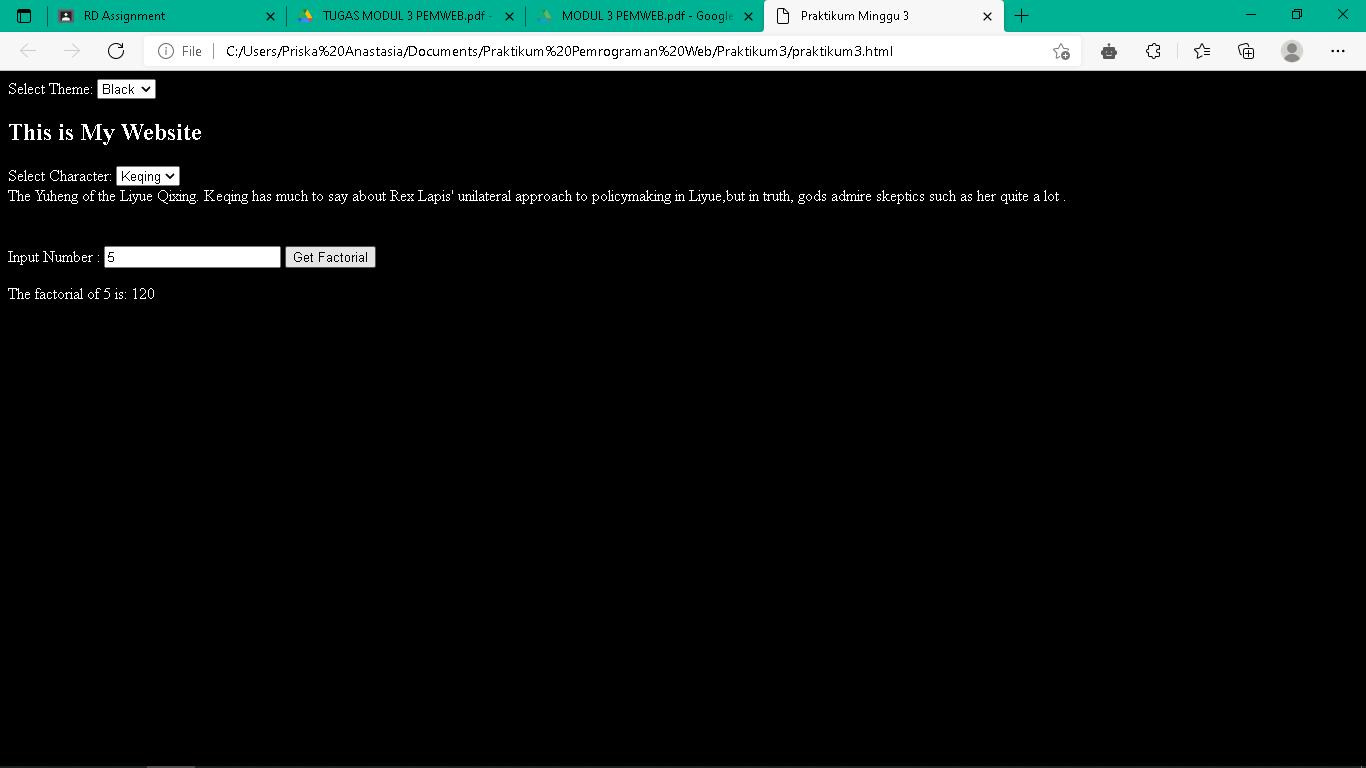 RD Assignment
TUGAS MODUL 3 PEMWEB.pdf -
MODUL 3 PEMWEB.pdf - Google
Praktikum Minggu 3
File
C:/Users/Priska%20Anastasia/Documents/Praktikum%20Pemrograman%20Web/Praktikum3/praktikum3.html
Select Theme: Black
This is My Website
Select Character: Keqing
The Yuheng of the Liyue Qixing. Keqing has much to say about Rex Lapis' unilateral approach to policymaking in Liyue,but in truth, gods admire skeptics such as her quite a lot .
Input Number : 5 Get Factorial
The factorial of 5 is: 120